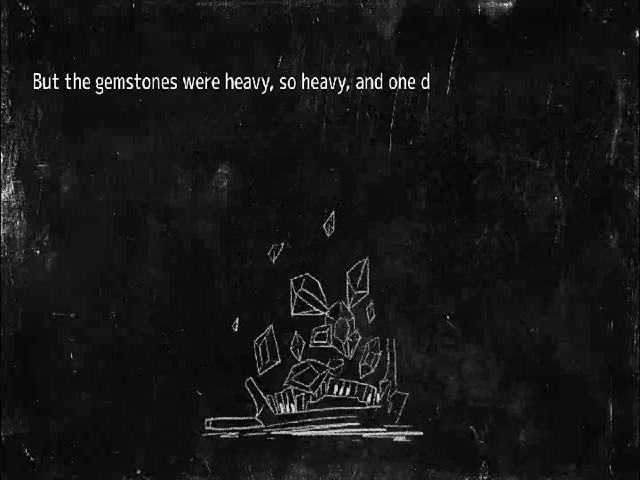 But the gemstones were heavy, so heavy, and one d